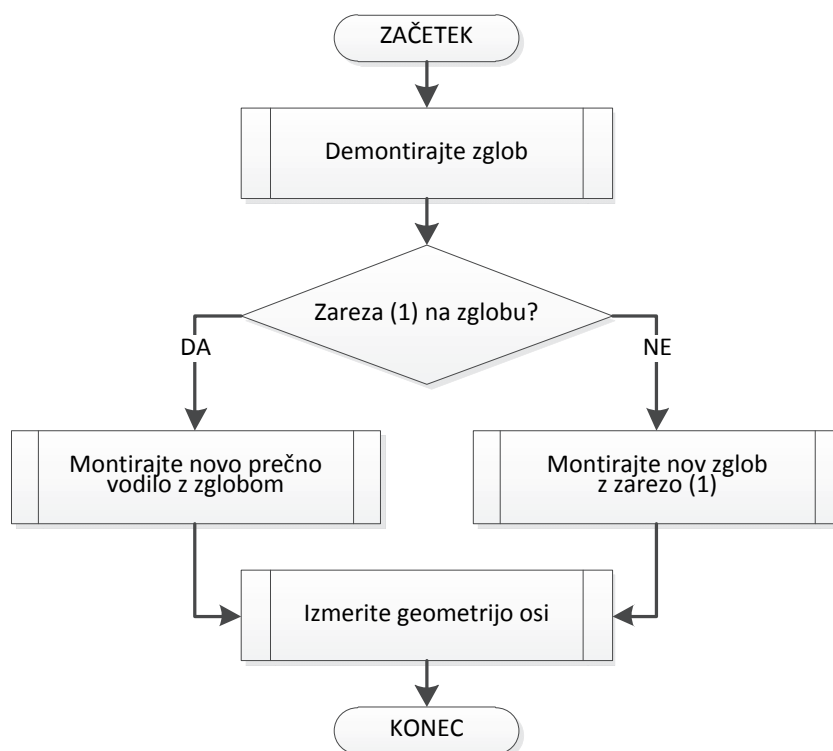 ZAČETEK
Demontirajte zglob
Zareza (1) na zglobu?
DA
NE
Montirajte novo prečno
vodilo z zglobom
Montirajte nov zglob
z zarezo (1)
Izmerite geometrijo osi
KONEC